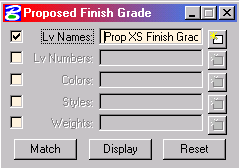 Proposed Finish Grade
Lv Names: Prop XS Finish Grac
Lv Numbers:
Colors:
Styles:
Weights:
Match Display Reset